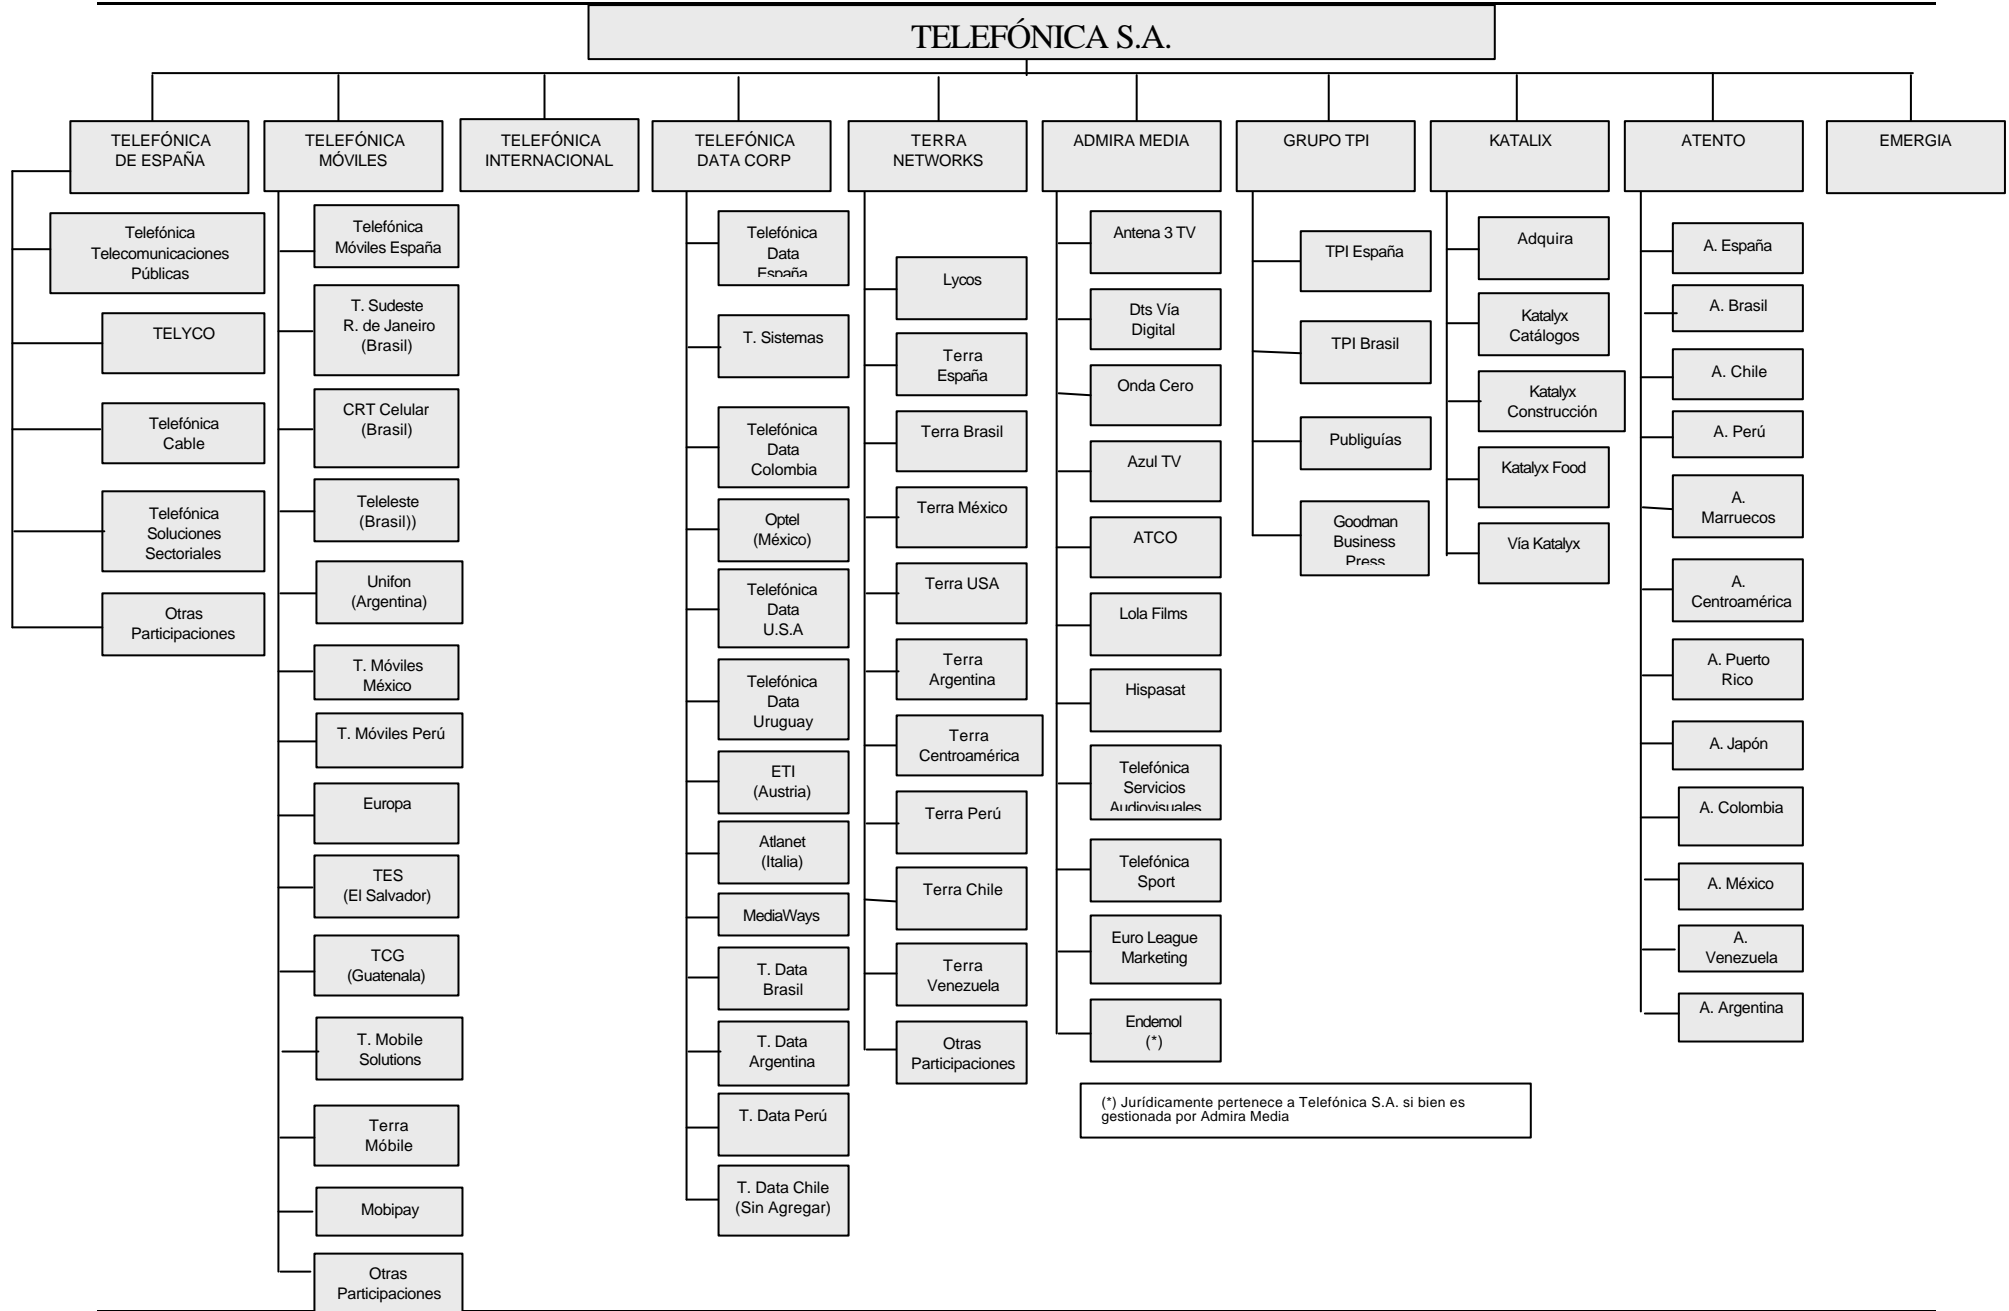 TELEFÓNICA S.A.
TELEFÓNICA
DE ESPAÑA
Telefónica
Telecomunicaciones
Públicas
TELYCO
Telefónica
Cable
Telefónica
Soluciones
Sectoriales
Otras
Participaciones
TELEFÓNICA
MÓVILES
Telefónica
Móviles España
T. Sudeste
R. de Janeiro
(Brasil)
CRT Celular
(Brasil)
Teleleste
(Brasil))
Unifon
(Argentina)
T. Móviles
México
T. Móviles Perú
Europa
TES
(El Salvador)
TCG
(Guatenala)
T. Mobile
Solutions
Terra
Móbile
Mobipay
Otras
Participaciones
TELEFÓNICA
INTERNACIONAL
TELEFÓNICA
DATA CORP
Telefónica
Data
España
T. Sistemas
Telefónica
Data
Colombia
Optel
(México)
Telefónica
Data
U.S.A
Telefónica
Data
Uruguay
ETI
(Austria)
Atlanet
(Italia)
MediaWays
T. Data
Brasil
T. Data
Argentina
T. Data Perú
T. Data Chile
(Sin Agregar)
TERRA
NETWORKS
Lycos
Terra
España
Terra Brasil
Terra México
Terra USA
Terra
Argentina
Terra
Centroamérica
Terra Perú
Terra Chile
Terra
Venezuela
Otras
Participaciones
ADMIRA MEDIA
Antena 3 TV
Dts Vía
Digital
Onda Cero
Azul TV
ATCO
Lola Films
Hispasat
Telefónica
Servicios
Audiovisuales
Telefónica
Sport
Euro League
Marketing
Endemol
(*)
GRUPO TPI
TPI España
TPI Brasil
Publiguías
Goodman
Business
Press
KATALIX
Adquira
Katalyx
Catálogos
Katalyx
Construcción
Katalyx Food
Vía Katalyx
ATENTO
A. España
A. Brasil
A. Chile
A. Perú
A.
Marruecos
A.
Centroamérica
A. Puerto
Rico
A. Japón
A. Colombia
A. México
A.
Venezuela
A. Argentina
EMERGIA
(*) Jurídicamente pertenece a Telefónica S.A. si bien es
gestionada por Admira Media